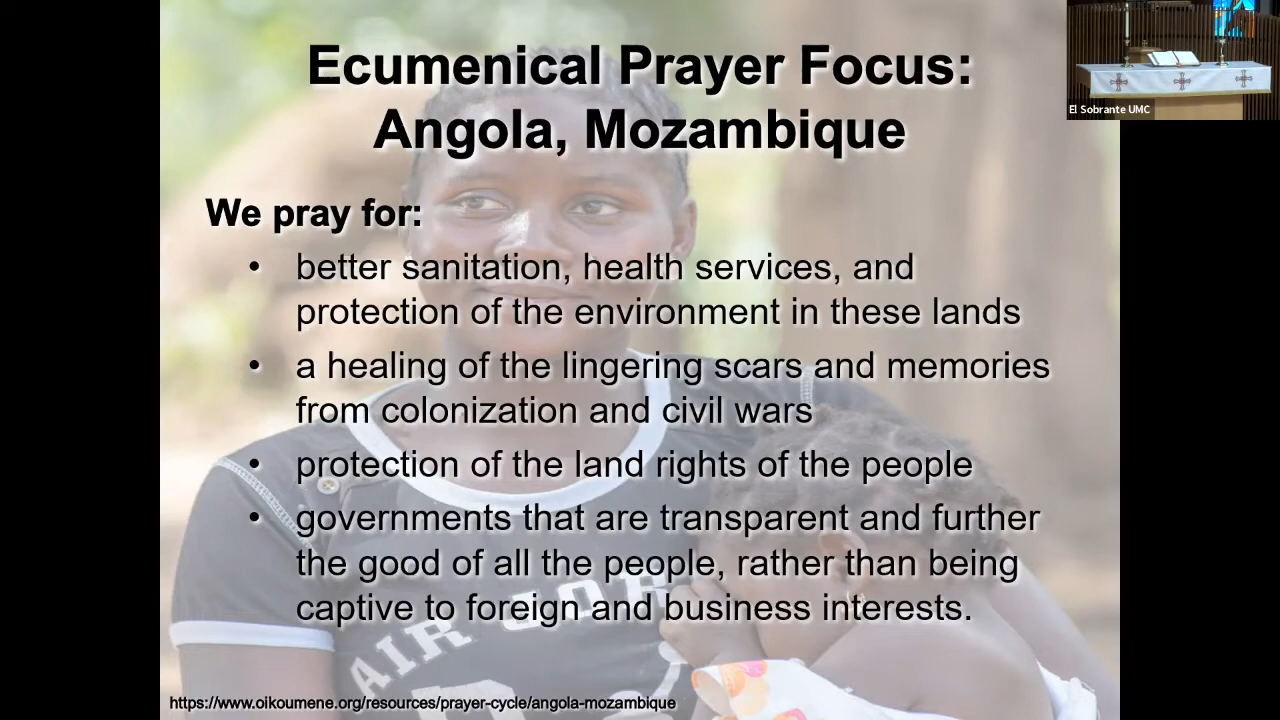 Ecumenical Prayer Focus:
Angola, Mozambique
El Sobrante UMC
We pray for:
• better sanitation, health services, and
protection of the environment in these lands
• a healing of the lingering scars and memories
from colonization and civil wars
• protection of the land rights of the people
• governments that are transparent and further
the good of all the people, rather than being
captive to foreign and business interests.
AIR JOR
https://www.oikoumene.org/resources/prayer-cycle/angola-mozambique